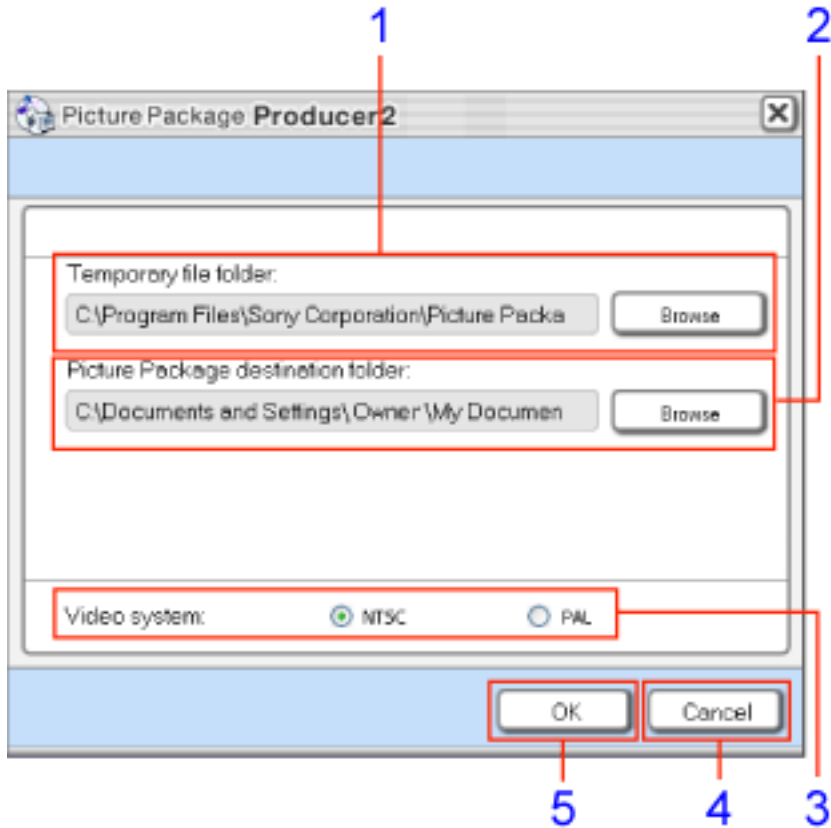 1 2
Picture Package Producer2
Temporary file folder:
C:\Program Files\Sony Corporation\Picture Packa Browse
Picture Package destination folder:
C:\Documents and Settings\Owner\My Documen Browse
Video system: NTSC PAL
OK Cancel
5 4 3